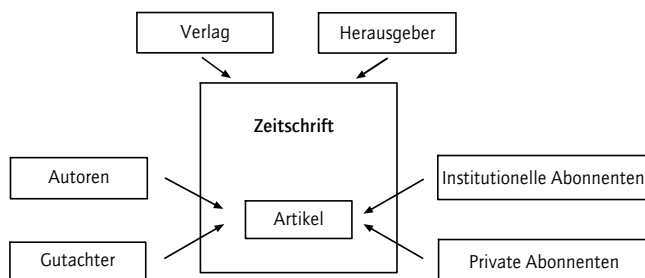 Verlag
Herausgeber
Zeitschrift
Autoren
Institutionelle Abonnenten
Artikel
Gutachter
Private Abonnenten